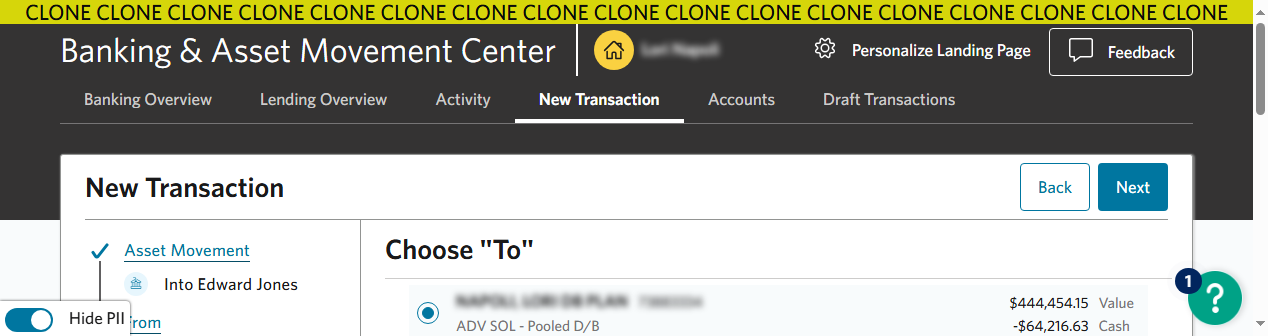 CLONE CLONE CLONE CLONE CLONE CLONE CLONE CLONE CLONE CLONE CLONE CLONE CLONE CLONE CLONE CLONE CLONE
Banking & Asset Movement Center
Personalize Landing Page
Feedback
Banking Overview
Lending Overview
Activity
New Transaction
Accounts
Draft Transactions
New Transaction
Back
Next
Asset Movement
Into Edward Jones
Choose "To"
$444,454.15 Value
ADV SOL - Pooled D/B
-$64,216.63 Cash
Hide PII
rom
1
?